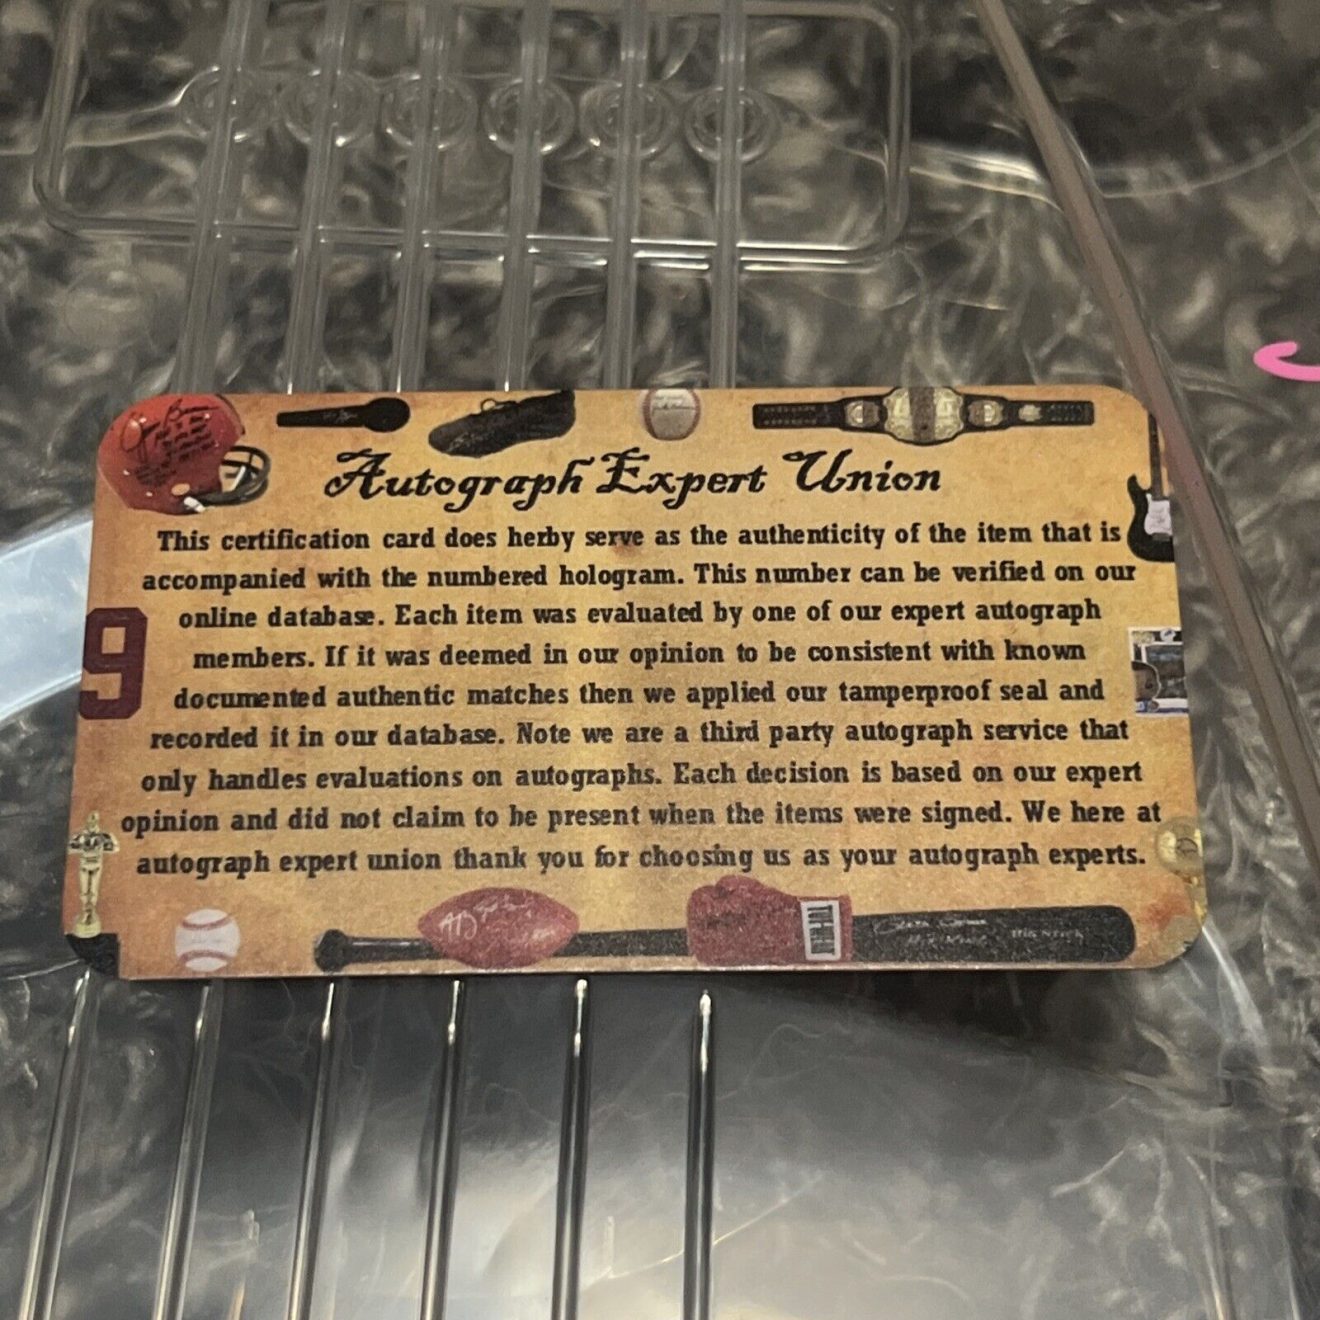 Autograph Expert Union
This certification card does herby serve as the authenticity of the item that is
accompanied with the numbered hologram. This number can be verified on our
online database. Each item was evaluated by one of our expert autograph
members. If it was deemed in our opinion to be consistent with known
documented authentic matches then we applied our tamperproof seal and
recorded it in our database. Note we are a third party autograph service that
only handles evaluations on autographs. Each decision is based on our expert
opinion and did not claim to be present when the items were signed. We here at
autograph expert union thank you for choosing us as your autograph experts.
9
Big Stick